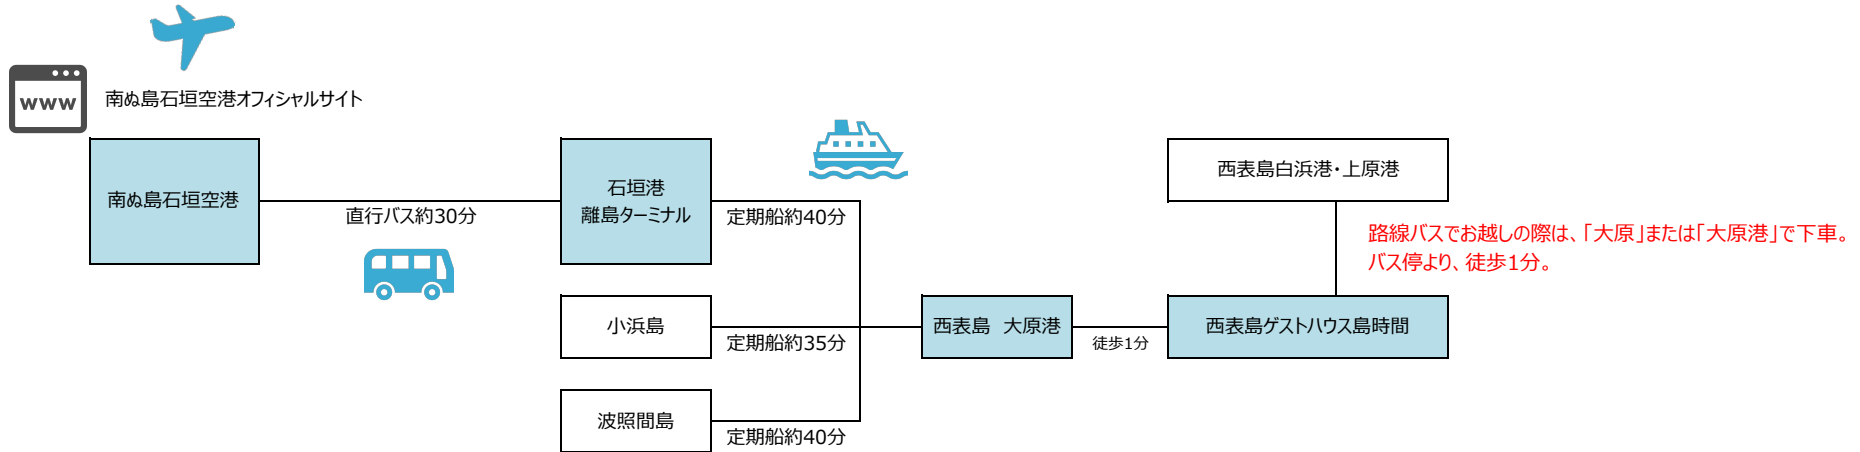 www
南ぬ島石垣空港オフィシャルサイト
南ぬ島石垣空港
直行バス約30分
石垣港
離島ターミナル
定期船約40分
西表島白浜港・上原港
路線バスでお越しの際は、「大原」または「大原港」で下車。
バス停より、徒歩1分。
小浜島
定期船約35分
西表島　大原港
徒歩1分
西表島ゲストハウス島時間
波照間島
定期船約40分